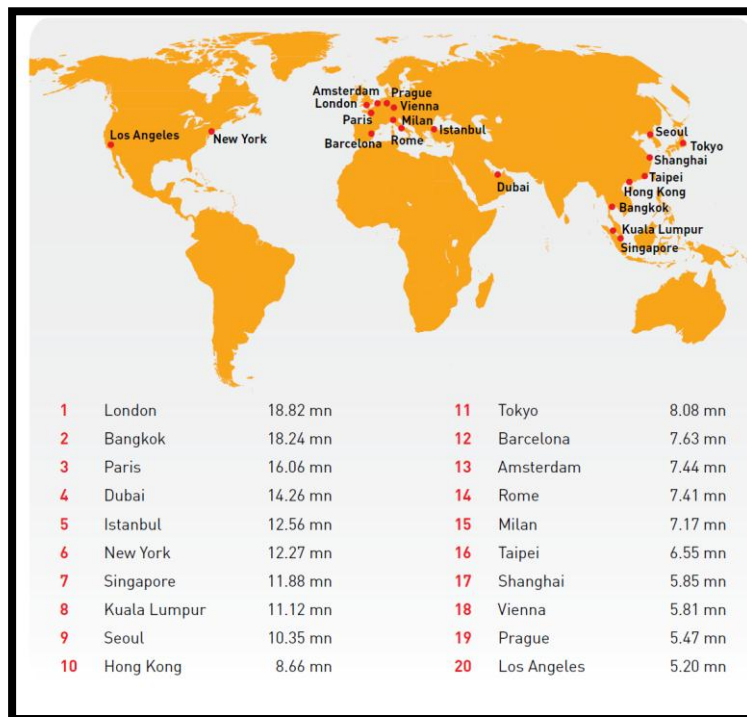 Amsterdam
Prague
London
Vienna
Paris
Milan
Istanbul
Barcelona
Rome
Los Angeles
New York
Seoul
Tokyo
Shanghai
Taipei
Hong Kong
Dubai
Bangkok
Kuala Lumpur
Singapore
1 London 18.82 mn
2 Bangkok 18.24 mn
3 Paris 16.06 mn
4 Dubai 14.26 mn
5 Istanbul 12.56 mn
6 New York 12.27 mn
7 Singapore 11.88 mn
8 Kuala Lumpur 11.12 mn
9 Seoul 10.35 mn
10 Hong Kong 8.66 mn
11 Tokyo 8.08 mn
12 Barcelona 7.63 mn
13 Amsterdam 7.44 mn
14 Rome 7.41 mn
15 Milan 7.17 mn
16 Taipei 6.55 mn
17 Shanghai 5.85 mn
18 Vienna 5.81 mn
19 Prague 5.47 mn
20 Los Angeles 5.20 mn